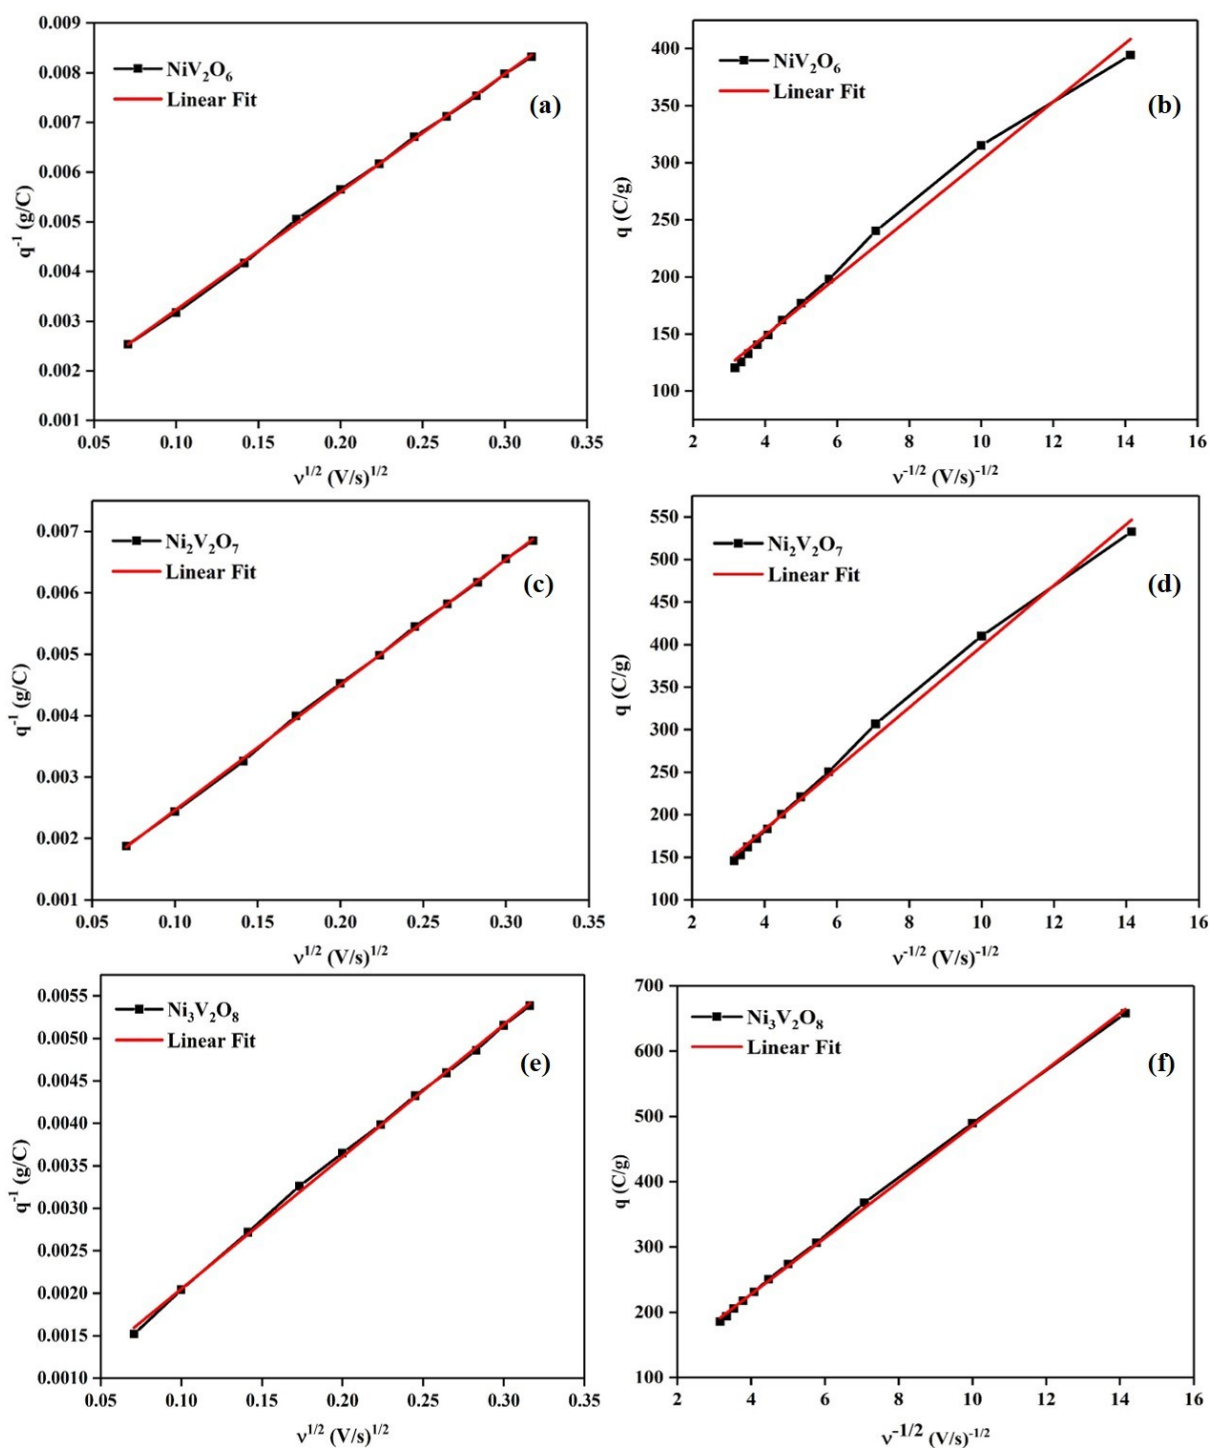 0.009
0.008
0.007
0.006
0.005
0.004
0.003
0.002
0.001
q⁻¹ (g/C)
NiV₂O₆
Linear Fit
(a)
0.05 0.10 0.15 0.20 0.25 0.30 0.35
ν^1/2 (V/s)^1/2
400
350
300
250
200
150
100
q (C/g)
NiV₂O₆
Linear Fit
(b)
2 4 6 8 10 12 14 16
ν^-1/2 (V/s)^-1/2
0.007
0.006
0.005
0.004
0.003
0.002
0.001
q⁻¹ (g/C)
Ni₂V₂O₇
Linear Fit
(c)
0.05 0.10 0.15 0.20 0.25 0.30 0.35
ν^1/2 (V/s)^1/2
550
500
450
400
350
300
250
200
150
100
q (C/g)
Ni₂V₂O₇
Linear Fit
(d)
2 4 6 8 10 12 14 16
ν^-1/2 (V/s)^-1/2
0.0055
0.0050
0.0045
0.0040
0.0035
0.0030
0.0025
0.0020
0.0015
0.0010
q⁻¹ (g/C)
Ni₃V₂O₈
Linear Fit
(e)
0.05 0.10 0.15 0.20 0.25 0.30 0.35
ν^1/2 (V/s)^1/2
700
600
500
400
300
200
100
q (C/g)
Ni₃V₂O₈
Linear Fit
(f)
2 4 6 8 10 12 14 16
ν^-1/2 (V/s)^-1/2